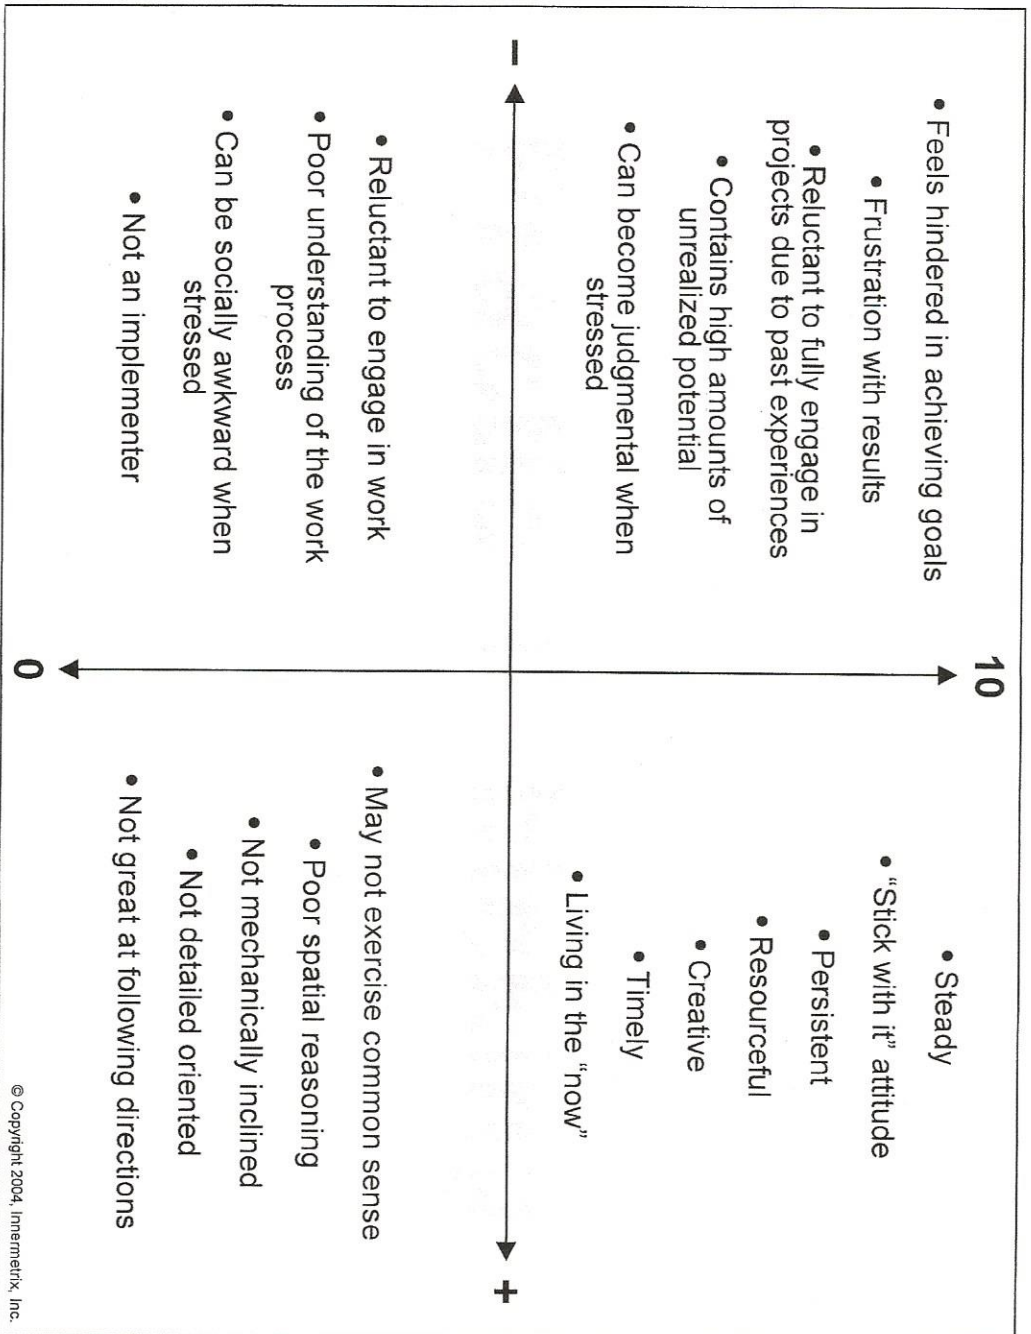 10
• Feels hindered in achieving goals
• Frustration with results
• Reluctant to fully engage in
projects due to past experiences
• Contains high amounts of
unrealized potential
• Can become judgmental when
stressed
• Steady
• “Stick with it” attitude
• Persistent
• Resourceful
• Creative
• Timely
• Living in the “now”
–
+
• Reluctant to engage in work
• Poor understanding of the work
process
• Can be socially awkward when
stressed
• Not an implementer
• May not exercise common sense
• Poor spatial reasoning
• Not mechanically inclined
• Not detailed oriented
• Not great at following directions
0
© Copyright 2004, Innermetrix, Inc.